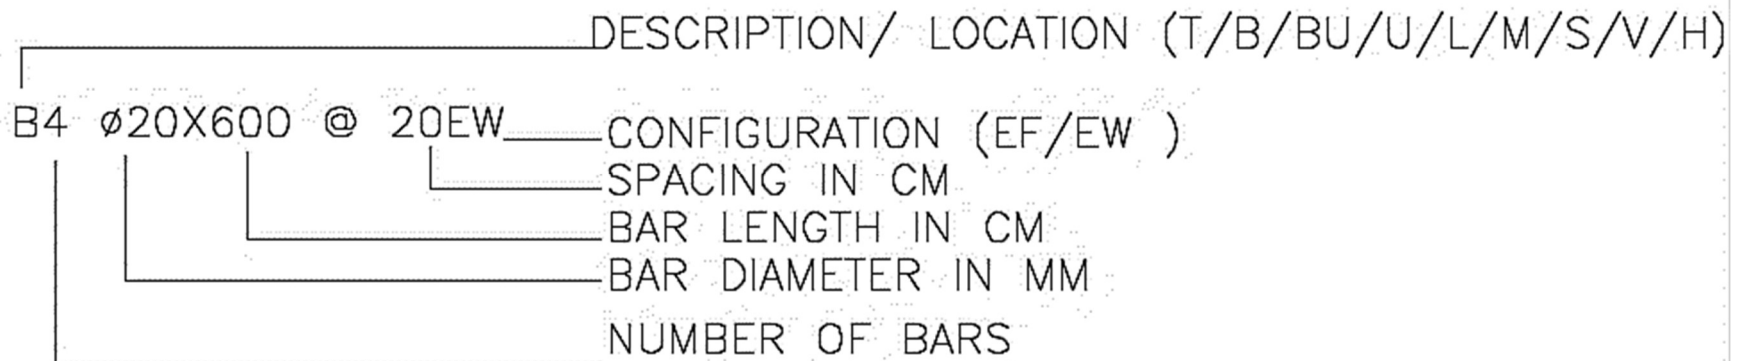 DESCRIPTION/ LOCATION (T/B/BU/U/L/M/S/V/H)
B4 ø20X600 @ 20EW
CONFIGURATION (EF/EW )
SPACING IN CM
BAR LENGTH IN CM
BAR DIAMETER IN MM
NUMBER OF BARS